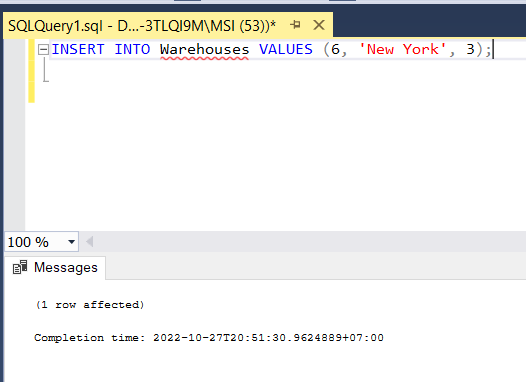 SQLQuery1.sql - D...-3TLQI9M\MSI (53))*
INSERT INTO Warehouses VALUES (6, 'New York', 3);
100 %
Messages
(1 row affected)
Completion time: 2022-10-27T20:51:30.9624889+07:00